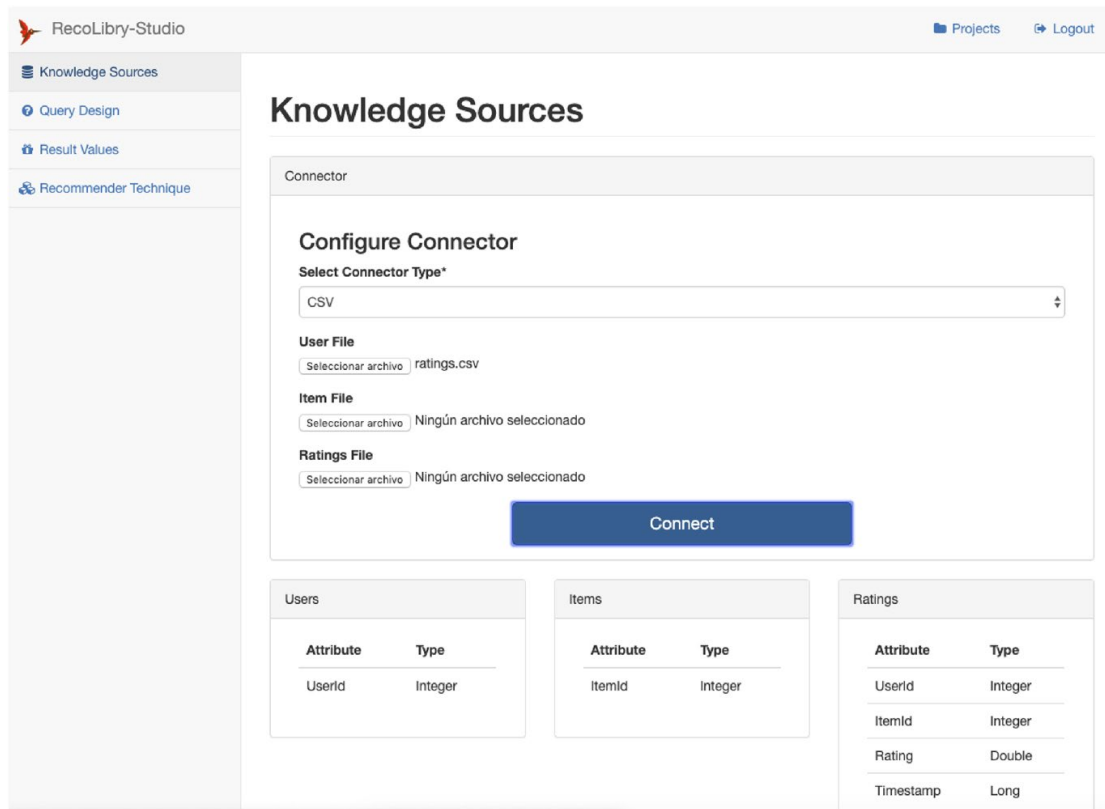 RecoLibry-Studio
Projects
Logout
Knowledge Sources
Query Design
Result Values
Recommender Technique
Knowledge Sources
Connector
Configure Connector
Select Connector Type*
CSV
User File
Seleccionar archivo ratings.csv
Item File
Seleccionar archivo Ningún archivo seleccionado
Ratings File
Seleccionar archivo Ningún archivo seleccionado
Connect
Users
Attribute Type
UserId Integer
Items
Attribute Type
ItemId Integer
Ratings
Attribute Type
UserId Integer
ItemId Integer
Rating Double
Timestamp Long